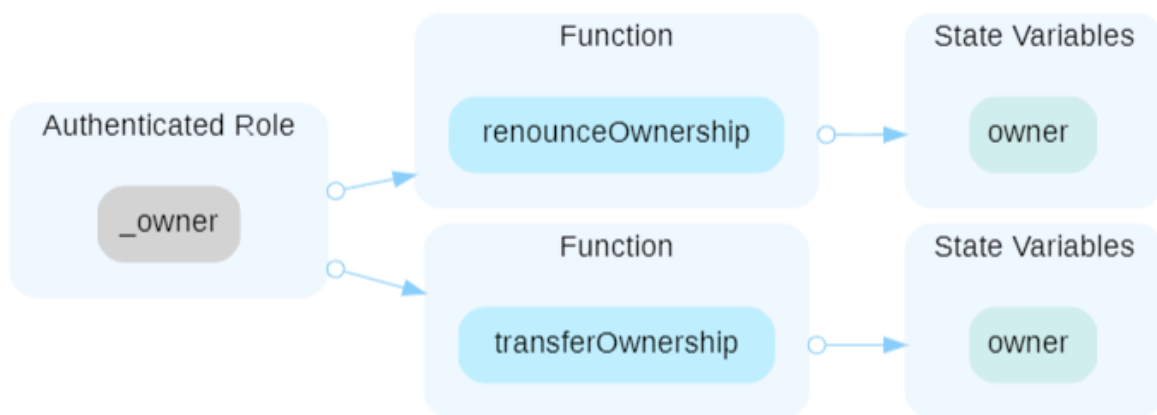 Authenticated Role
_owner
Function
renounceOwnership
State Variables
owner
Function
transferOwnership
State Variables
owner